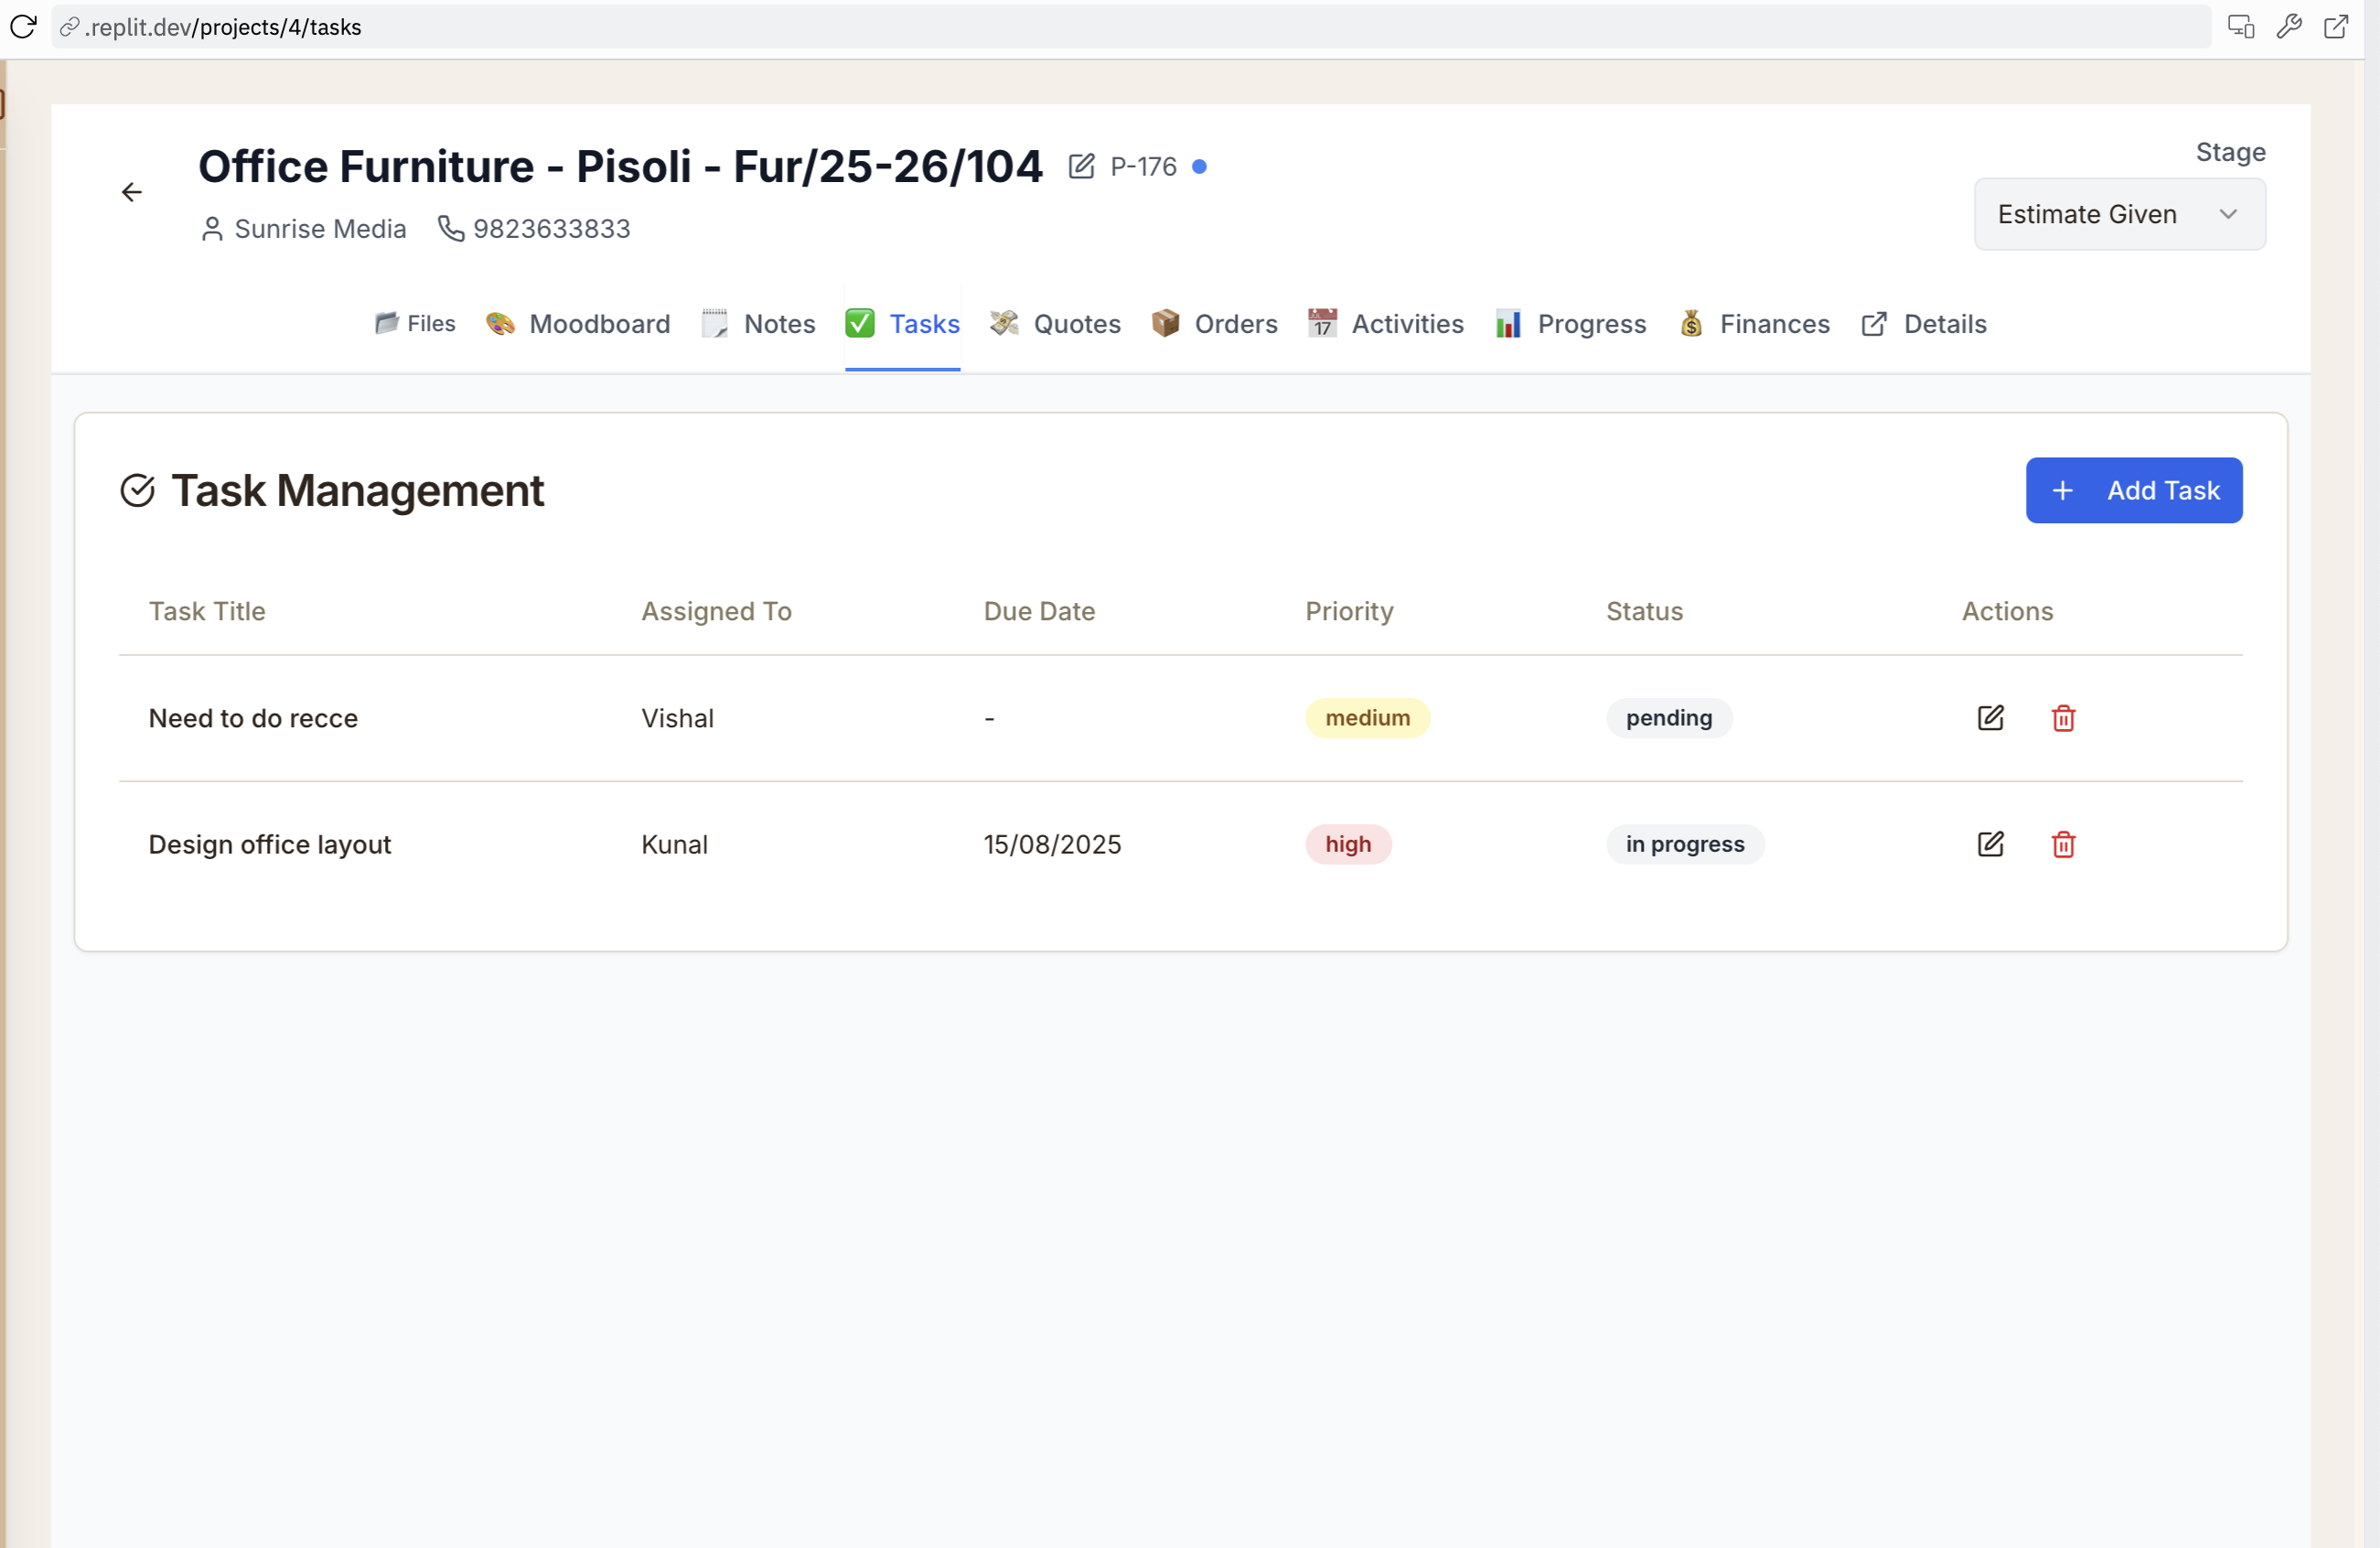 .replit.dev/projects/4/tasks
Office Furniture - Pisoli - Fur/25-26/104 P-176
Stage
Sunrise Media 9823633833
Estimate Given
Files Moodboard Notes Tasks Quotes Orders 17 Activities Progress Finances Details
Task Management
+ Add Task
Task Title Assigned To Due Date Priority Status Actions
Need to do recce Vishal - medium pending
Design office layout Kunal 15/08/2025 high in progress